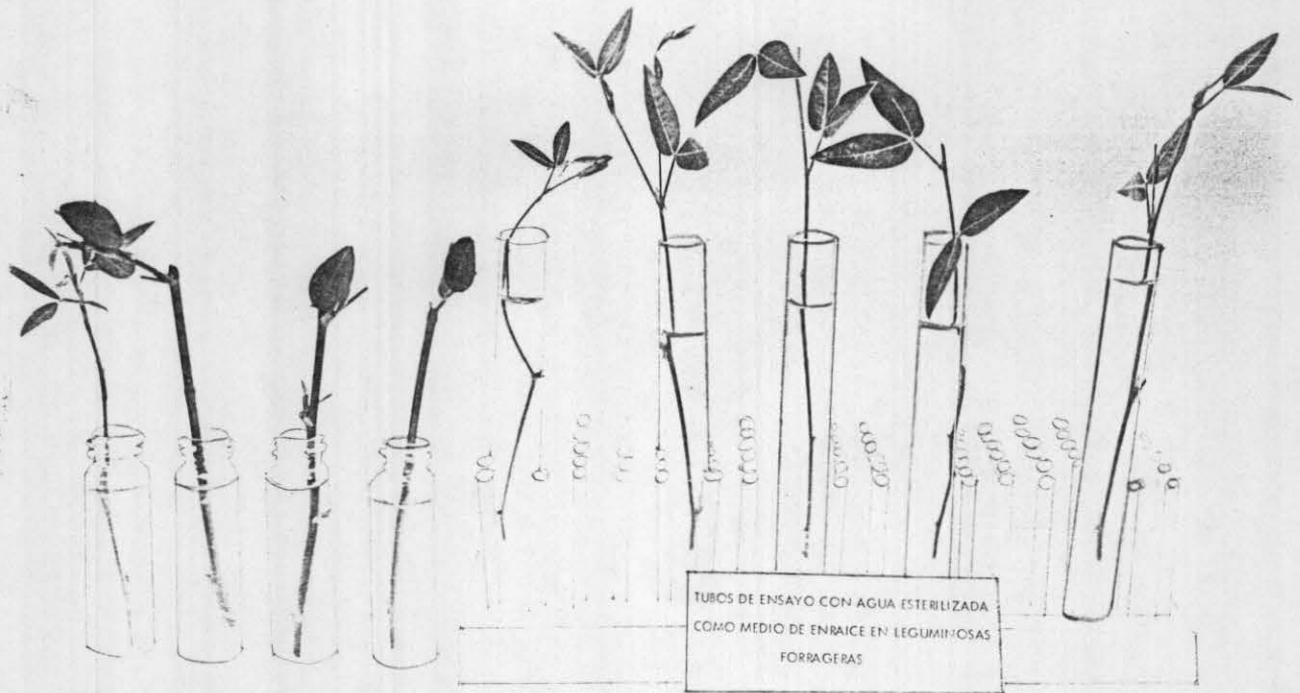 TUBOS DE ENSAYO CON AGUA ESTERILIZADA
COMO MEDIO DE ENRAICE EN LEGUMINOSAS
FORRAGERAS